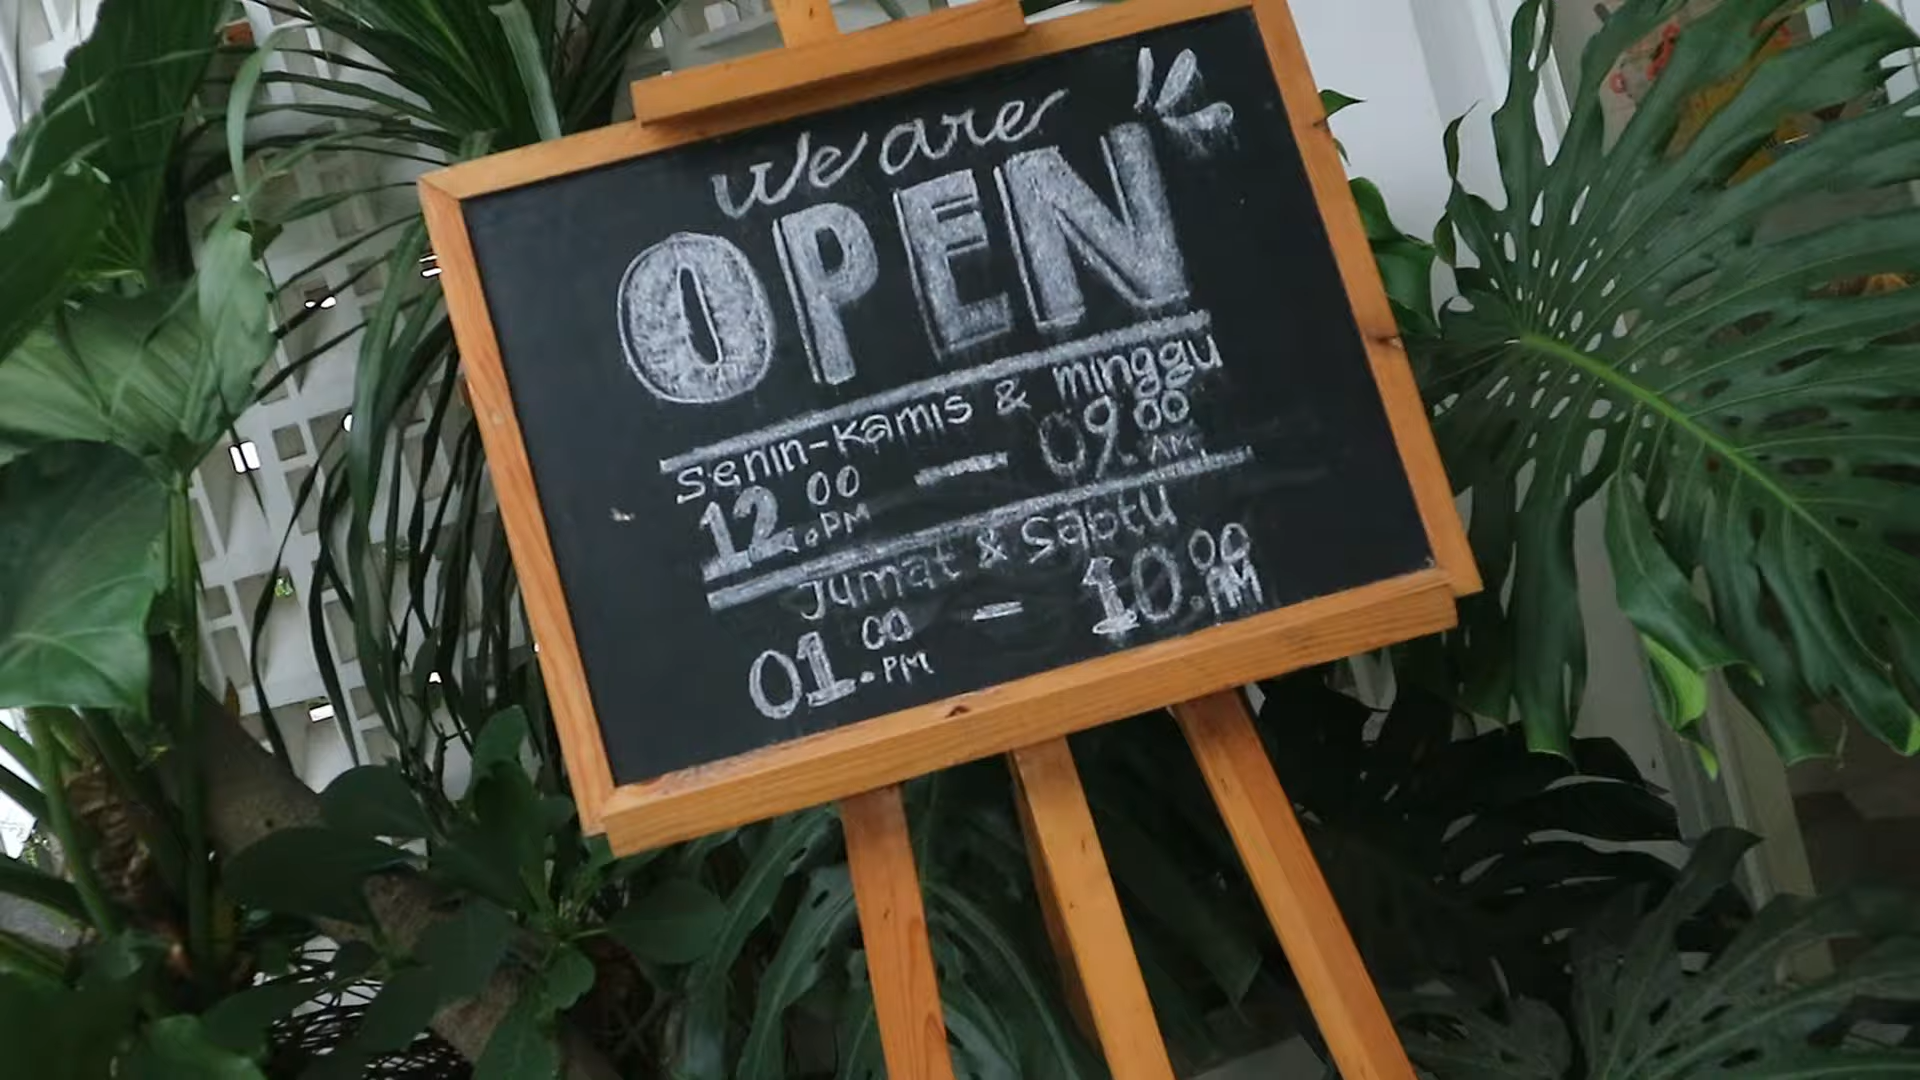 We are
OPEN
Senin-Kamis & minggu
12.00 PM — 09.00 AM
Jumat & Sabtu
01.00 PM - 10.00 PM